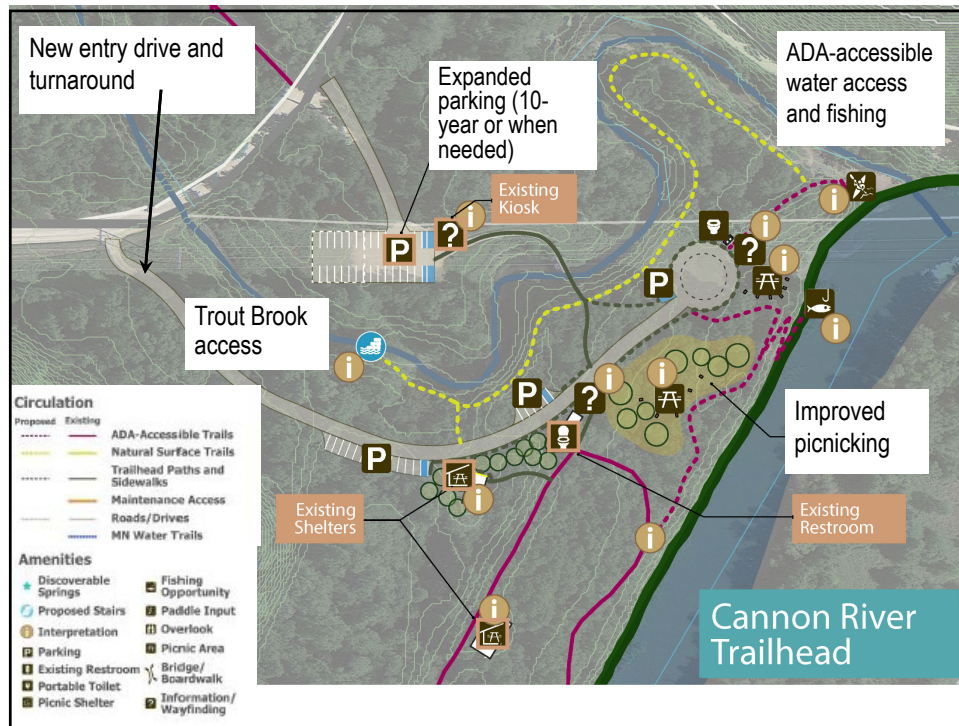 New entry drive and
turnaround
Expanded
parking (10-
year or when
needed)
ADA-accessible
water access
and fishing
Existing
Kiosk
i
?
P
i
i
?
i
P
i
Trout Brook
access
i
i
i
P
?
P
Improved
picnicking
i
Existing
Shelters
Existing
Restroom
i
i
Cannon River
Trailhead
Circulation
Proposed Existing
ADA-Accessible Trails
Natural Surface Trails
Trailhead Paths and
Sidewalks
Maintenance Access
Roads/Drives
MN Water Trails
Amenities
Discoverable
Springs
Proposed Stairs
i Interpretation
P Parking
Existing Restroom
Portable Toilet
Picnic Shelter
Fishing
Opportunity
Paddle Input
Overlook
Picnic Area
Bridge/
Boardwalk
? Information/
Wayfinding